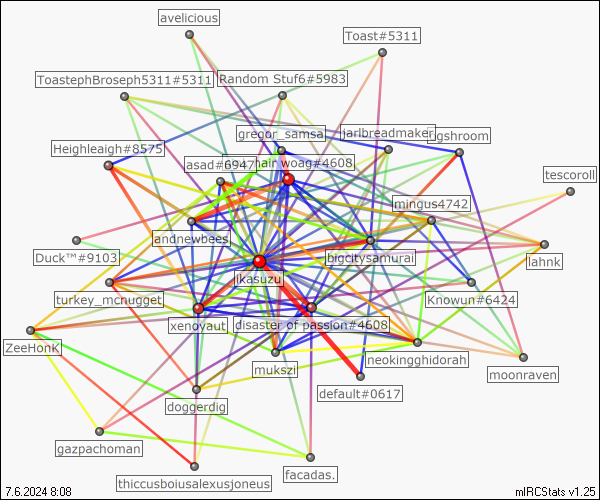 avelicious
Toast#5311
ToastephBroseph5311#5311
Random Stuf6#5983
gregor_samsa
jarlbreadmaker
gshroom
Heighleaigh#8575
asad#6947
hair woag#4608
tescoroll
mingus4742
andnewbees
bigcitysamurai
Duck™#9103
lahnk
jkasuzu
turkey_mcnugget
Knowun#6424
xenoyaut
disaster of passion#4608
ZeeHonk
mukszi
neokingghidorah
moonraven
default#0617
doggerdig
gazpachoman
thiccusboiusalexusjoneus
facadas.
7.6.2024 8:08
mIRCStats v1.25